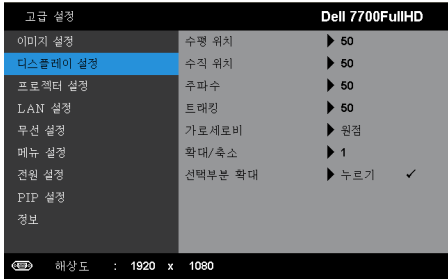 고급 설정 Dell 7700FullHD
이미지 설정 수평 위치 50
디스플레이 설정 수직 위치 50
프로젝터 설정 주파수 50
LAN 설정 트래킹 50
무선 설정 가로세로비 원점
메뉴 설정 확대/축소 1
전원 설정 선택부분 확대 누르기 ✓
PIP 설정
정보
해상도 : 1920 x 1080